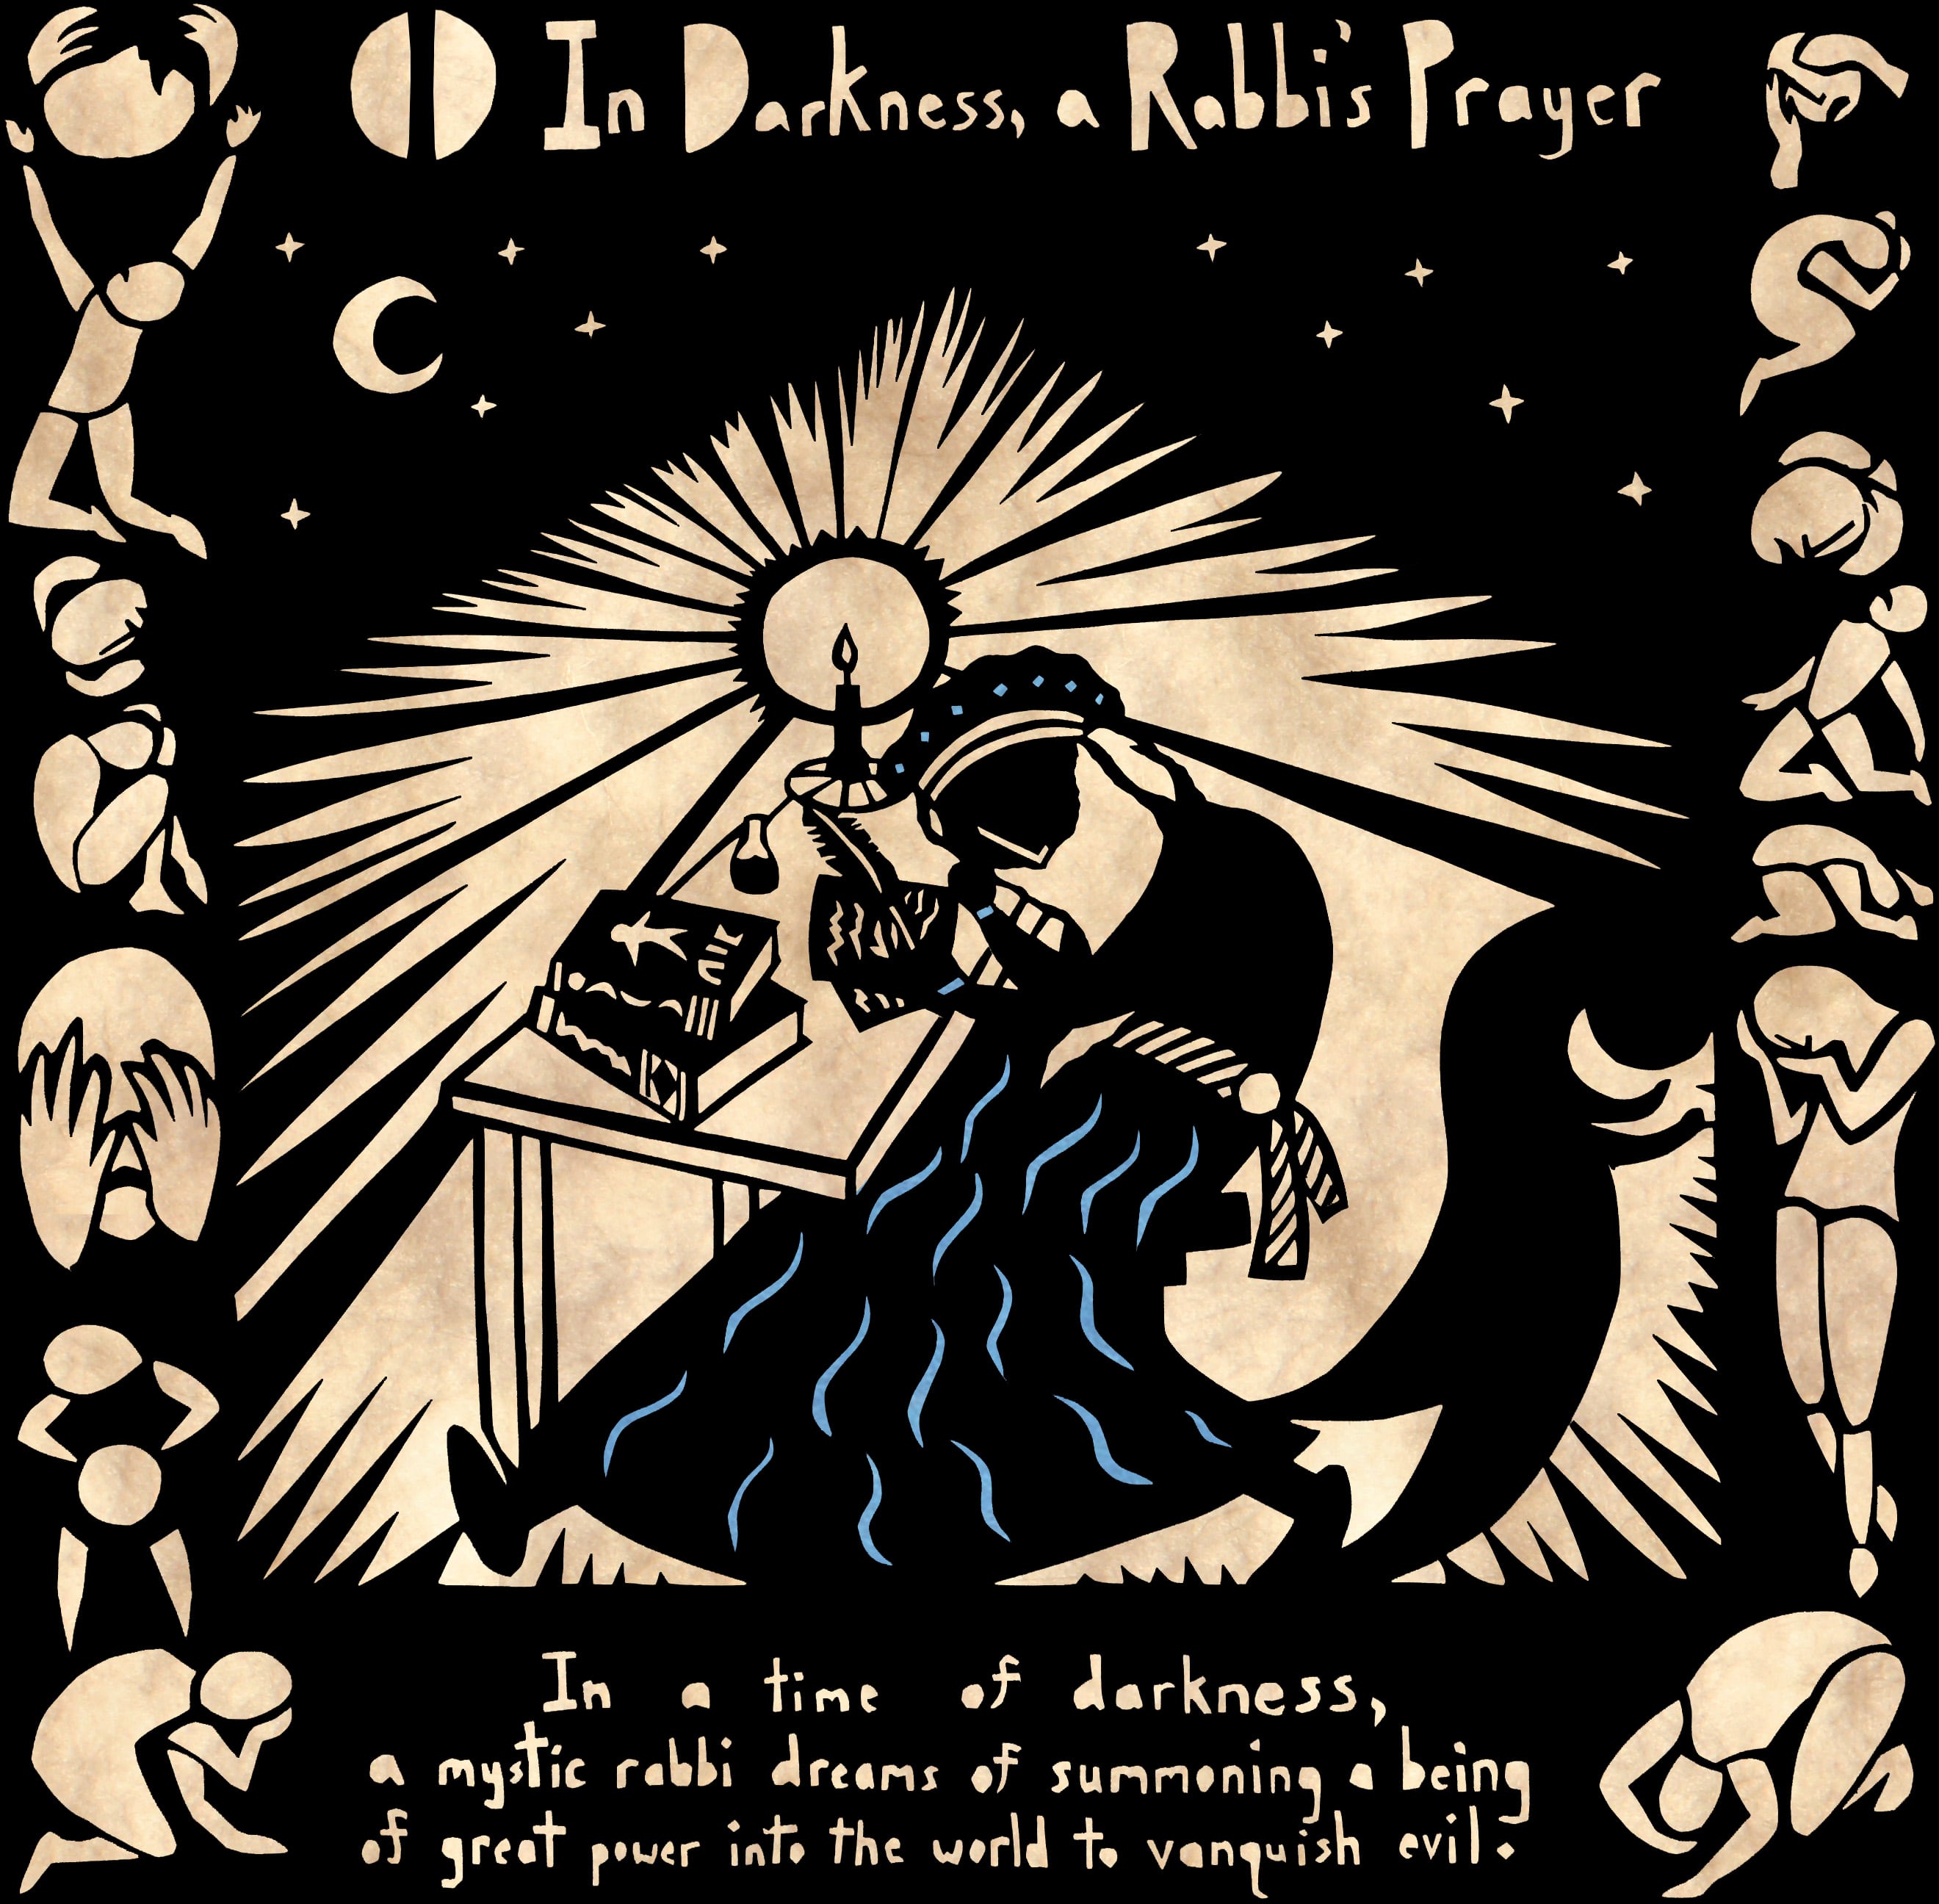 In Darkness, a Rabbi's Prayer
In a time of darkness,
a mystic rabbi dreams of summoning a being
of great power into the world to vanquish evil.